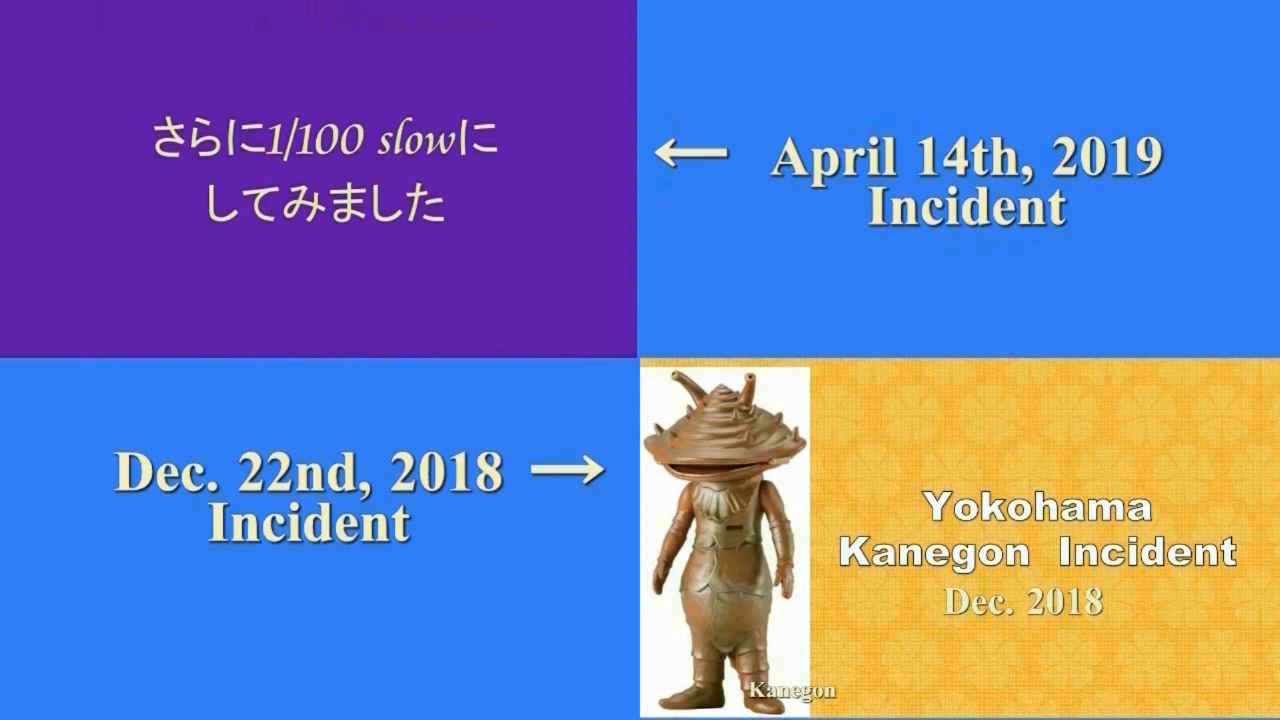 さらに1/100 slowに
してみました
← April 14th, 2019
Incident
Dec. 22nd, 2018 →
Incident
Yokohama
Kanegon Incident
Dec. 2018
Kanegon